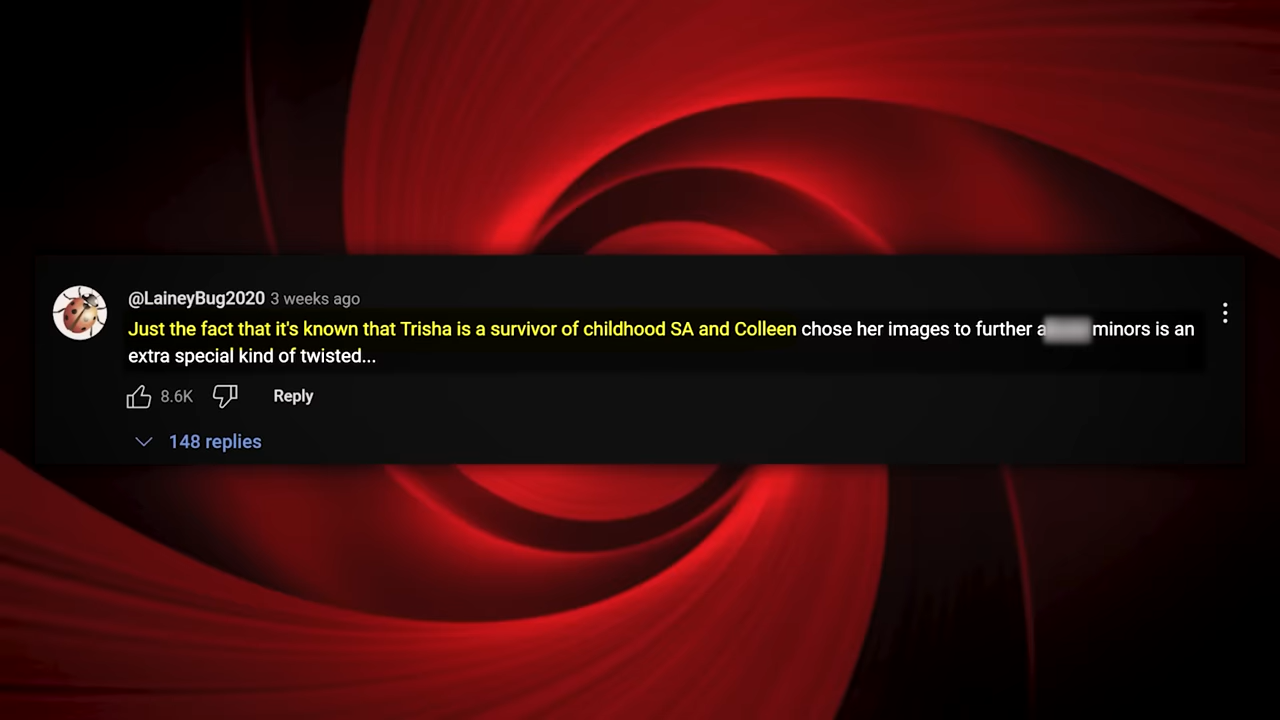 @LaineyBug2020 3 weeks ago
Just the fact that it's known that Trisha is a survivor of childhood SA and Colleen chose her images to further minors is an
extra special kind of twisted...
8.6K Reply
148 replies